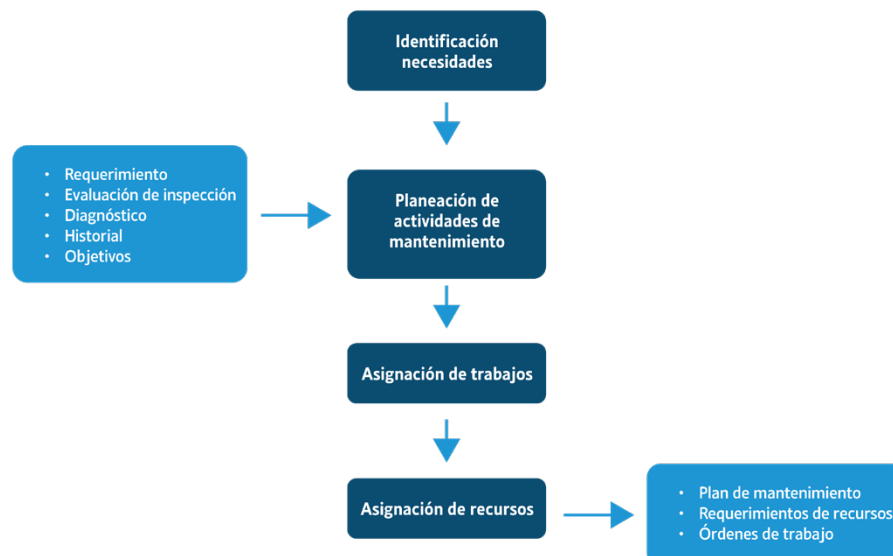 Identificación
necesidades
• Requerimiento
• Evaluación de inspección
• Diagnóstico
• Historial
• Objetivos
Planeación de
actividades de
mantenimiento
Asignación de trabajos
Asignación de recursos
• Plan de mantenimiento
• Requerimientos de recursos
• Órdenes de trabajo